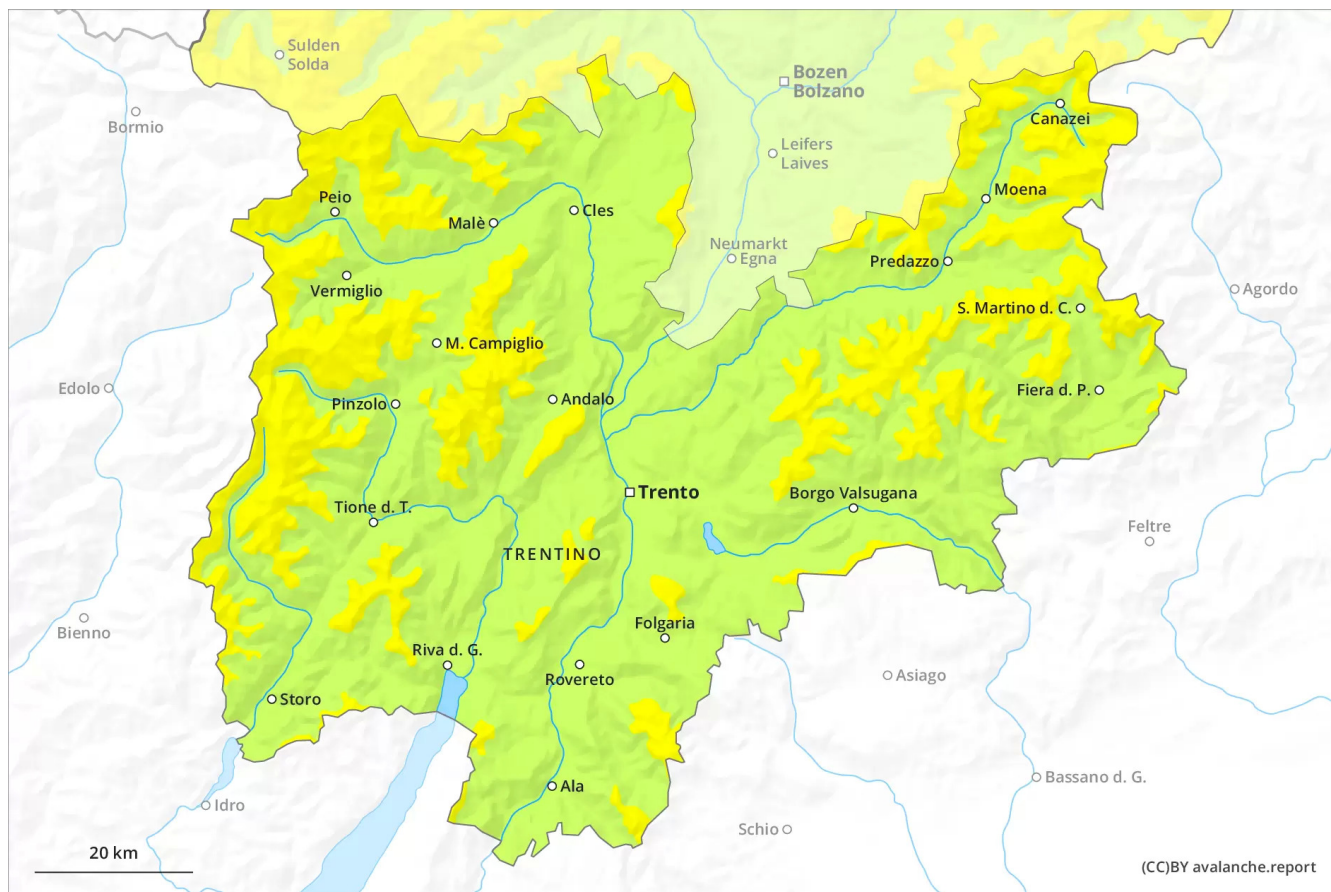 Sulden
Solda
Bozen
Bolzano
Bormio
Canazei
Leifers
Laives
Peio
Moena
Malè
Cles
Neumarkt
Egna
Predazzo
Vermiglio
Agordo
S. Martino d. C.
M. Campiglio
Edolo
Fiera d. P.
Pinzolo
Andalo
Trento
Borgo Valsugana
Tione d. T.
Feltre
TRENTINO
Bienno
Folgaria
Riva d. G.
Rovereto
Asiago
Storo
Bassano d. G.
Ala
Idro
Schio
20 km
(CC)BY avalanche.report